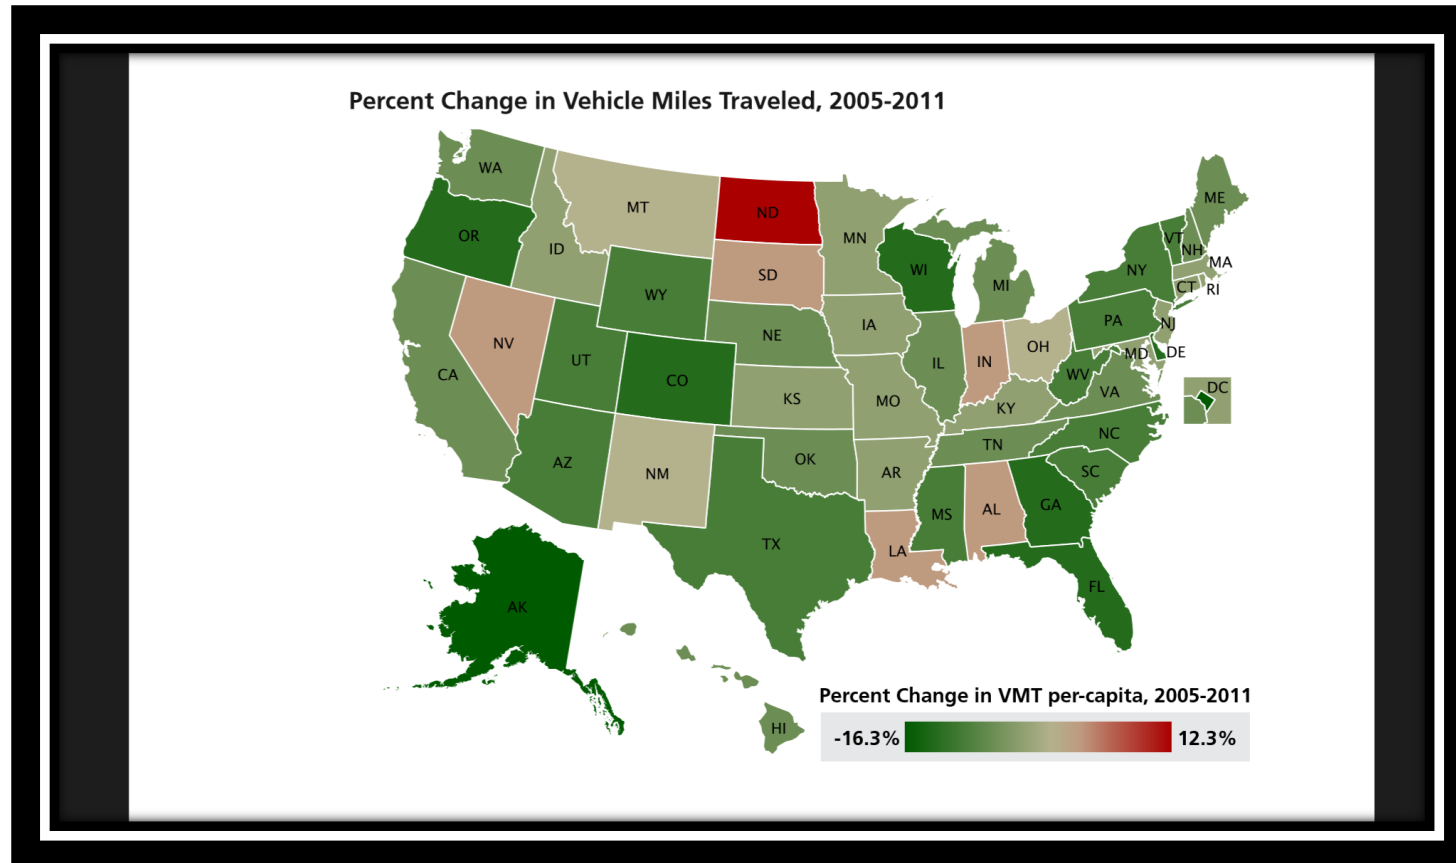 Percent Change in Vehicle Miles Traveled, 2005-2011
WA
MT
ND
OR
ID
MN
SD
WI
WY
MI
ME
VT
NH
NY
MA
CT
RI
NV
NE
IA
PA
NJ
UT
CO
IL
IN
OH
MD
DE
CA
KS
MO
WV
VA
KY
DC
AZ
NM
OK
AR
TN
NC
SC
TX
MS
AL
GA
LA
FL
AK
HI
Percent Change in VMT per-capita, 2005-2011
-16.3% 12.3%